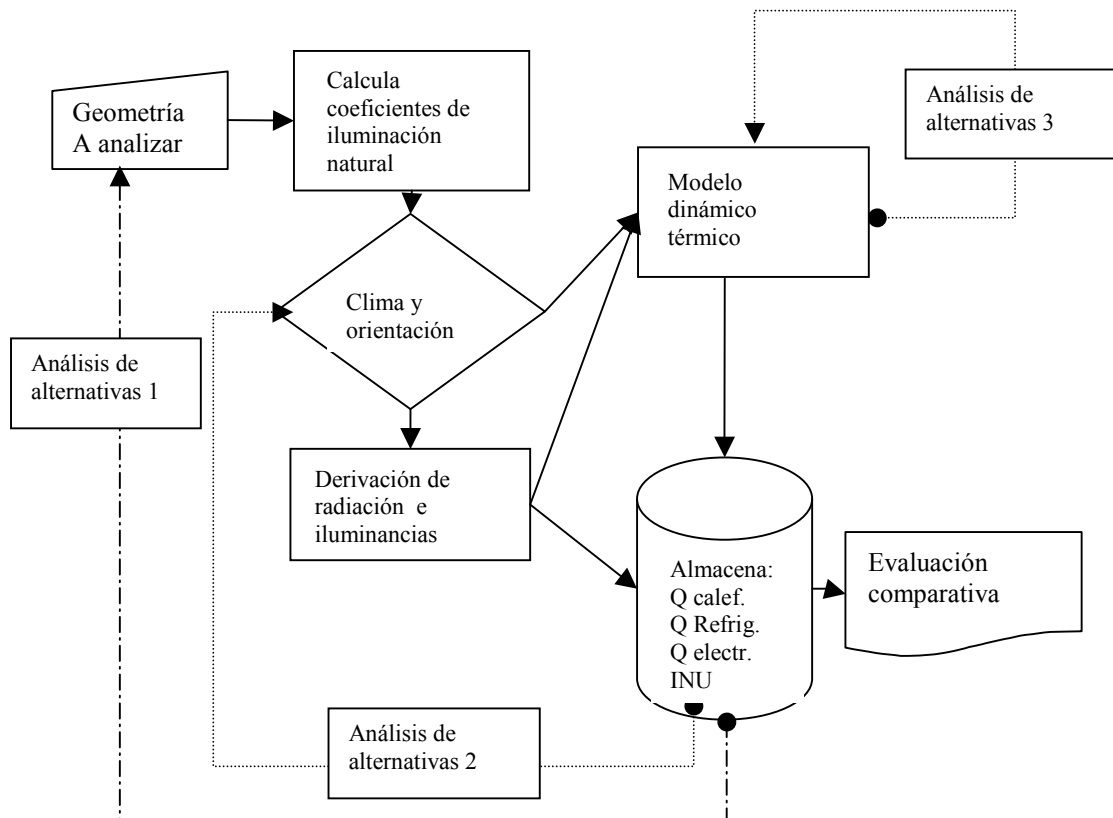 Geometría
A analizar
Calcula
coeficientes de
iluminación
natural
Análisis de
alternativas 3
Modelo
dinámico
térmico
Clima y
orientación
Análisis de
alternativas 1
Derivación de
radiación e
iluminancias
Almacena:
Q calef.
Q Refrig.
Q electr.
INU
Evaluación
comparativa
Análisis de
alternativas 2